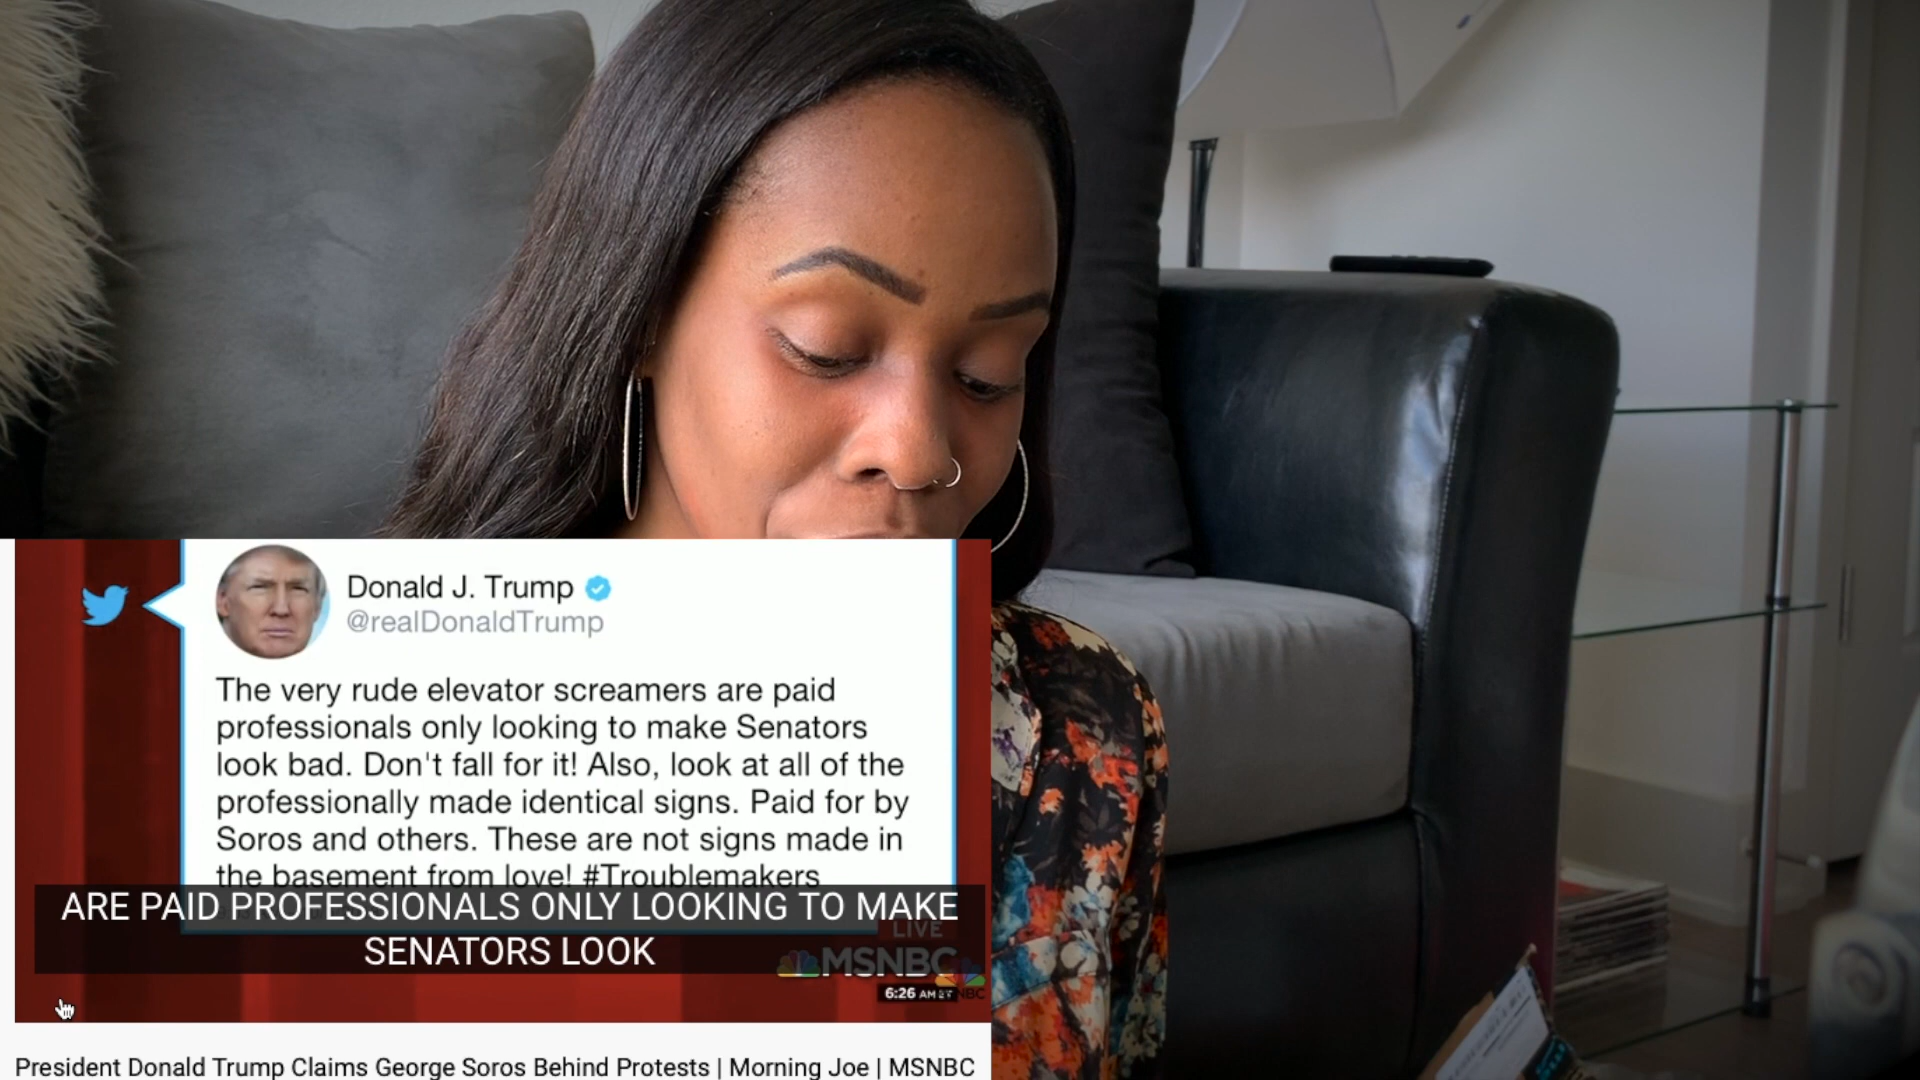 Donald J. Trump
@realDonaldTrump
The very rude elevator screamers are paid
professionals only looking to make Senators
look bad. Don't fall for it! Also, look at all of the
professionally made identical signs. Paid for by
Soros and others. These are not signs made in
the basement from love! #Troublemakers
ARE PAID PROFESSIONALS ONLY LOOKING TO MAKE
SENATORS LOOK
LIVE
MSNBC
6:26 AM ET
President Donald Trump Claims George Soros Behind Protests | Morning Joe | MSNBC